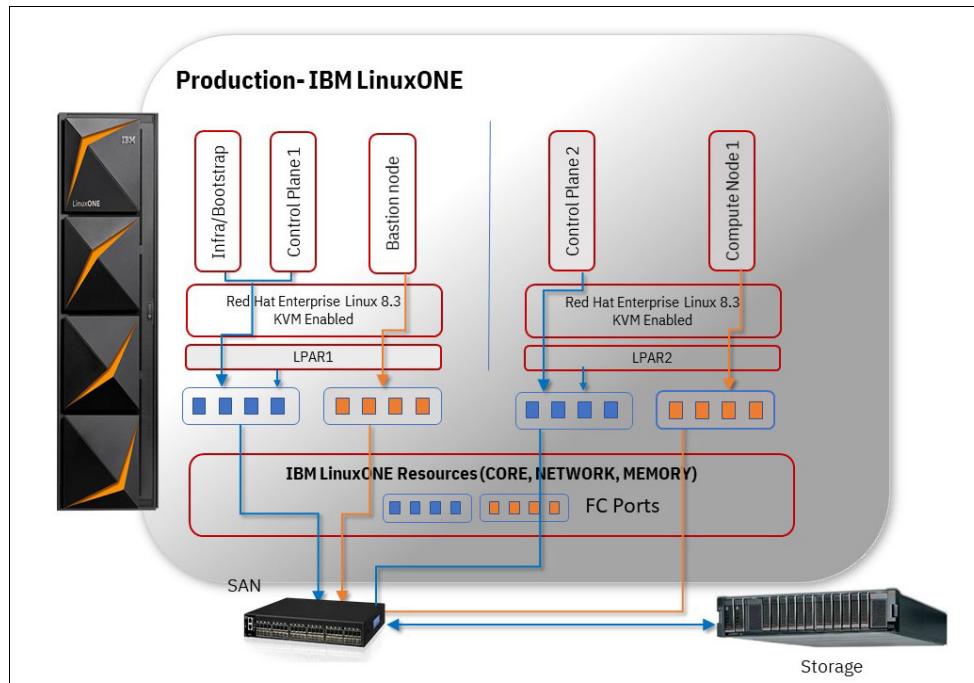 Production- IBM LinuxONE
IBM
LinuxONE
Infra/Bootstrap
Control Plane 1
Bastion node
Control Plane 2
Compute Node 1
Red Hat Enterprise Linux 8.3
KVM Enabled
Red Hat Enterprise Linux 8.3
KVM Enabled
LPAR1
LPAR2
IBM LinuxONE Resources(CORE, NETWORK, MEMORY)
FC Ports
SAN
Storage